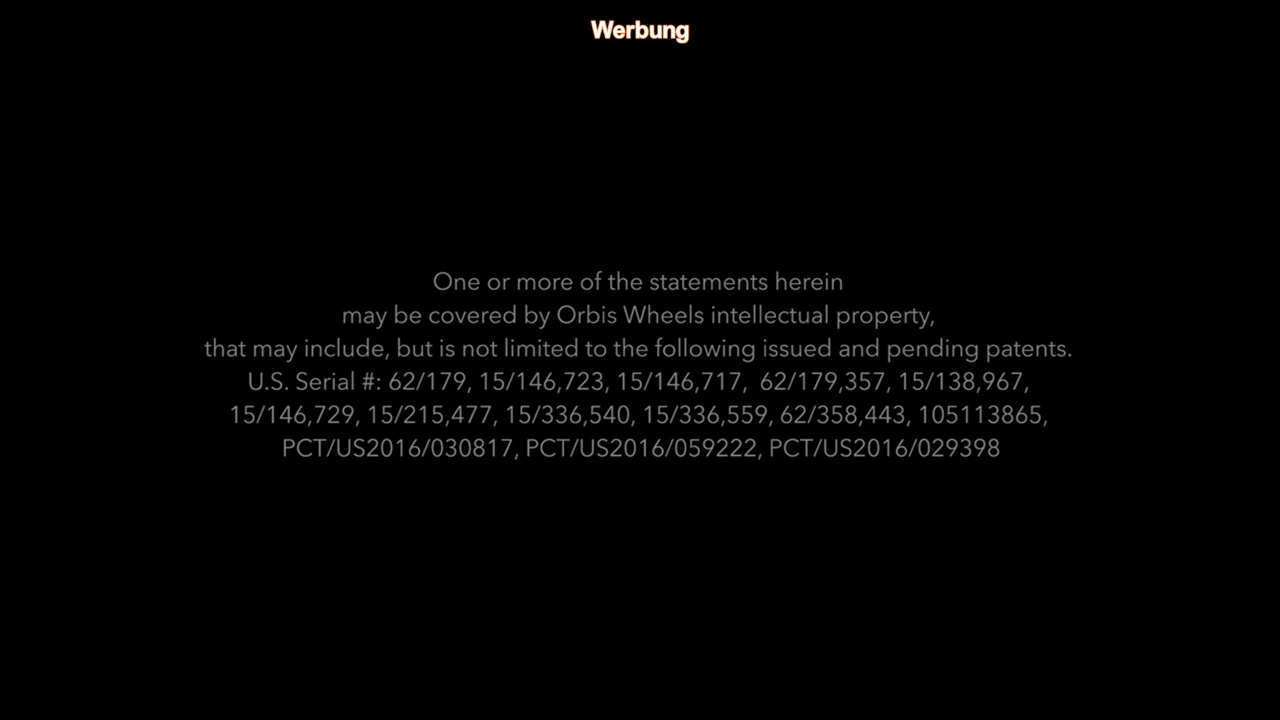 Werbung
One or more of the statements herein
may be covered by Orbis Wheels intellectual property,
that may include, but is not limited to the following issued and pending patents.
U.S. Serial #: 62/179, 15/146,723, 15/146,717,  62/179,357, 15/138,967,
15/146,729, 15/215,477, 15/336,540, 15/336,559, 62/358,443, 105113865,
PCT/US2016/030817, PCT/US2016/059222, PCT/US2016/029398